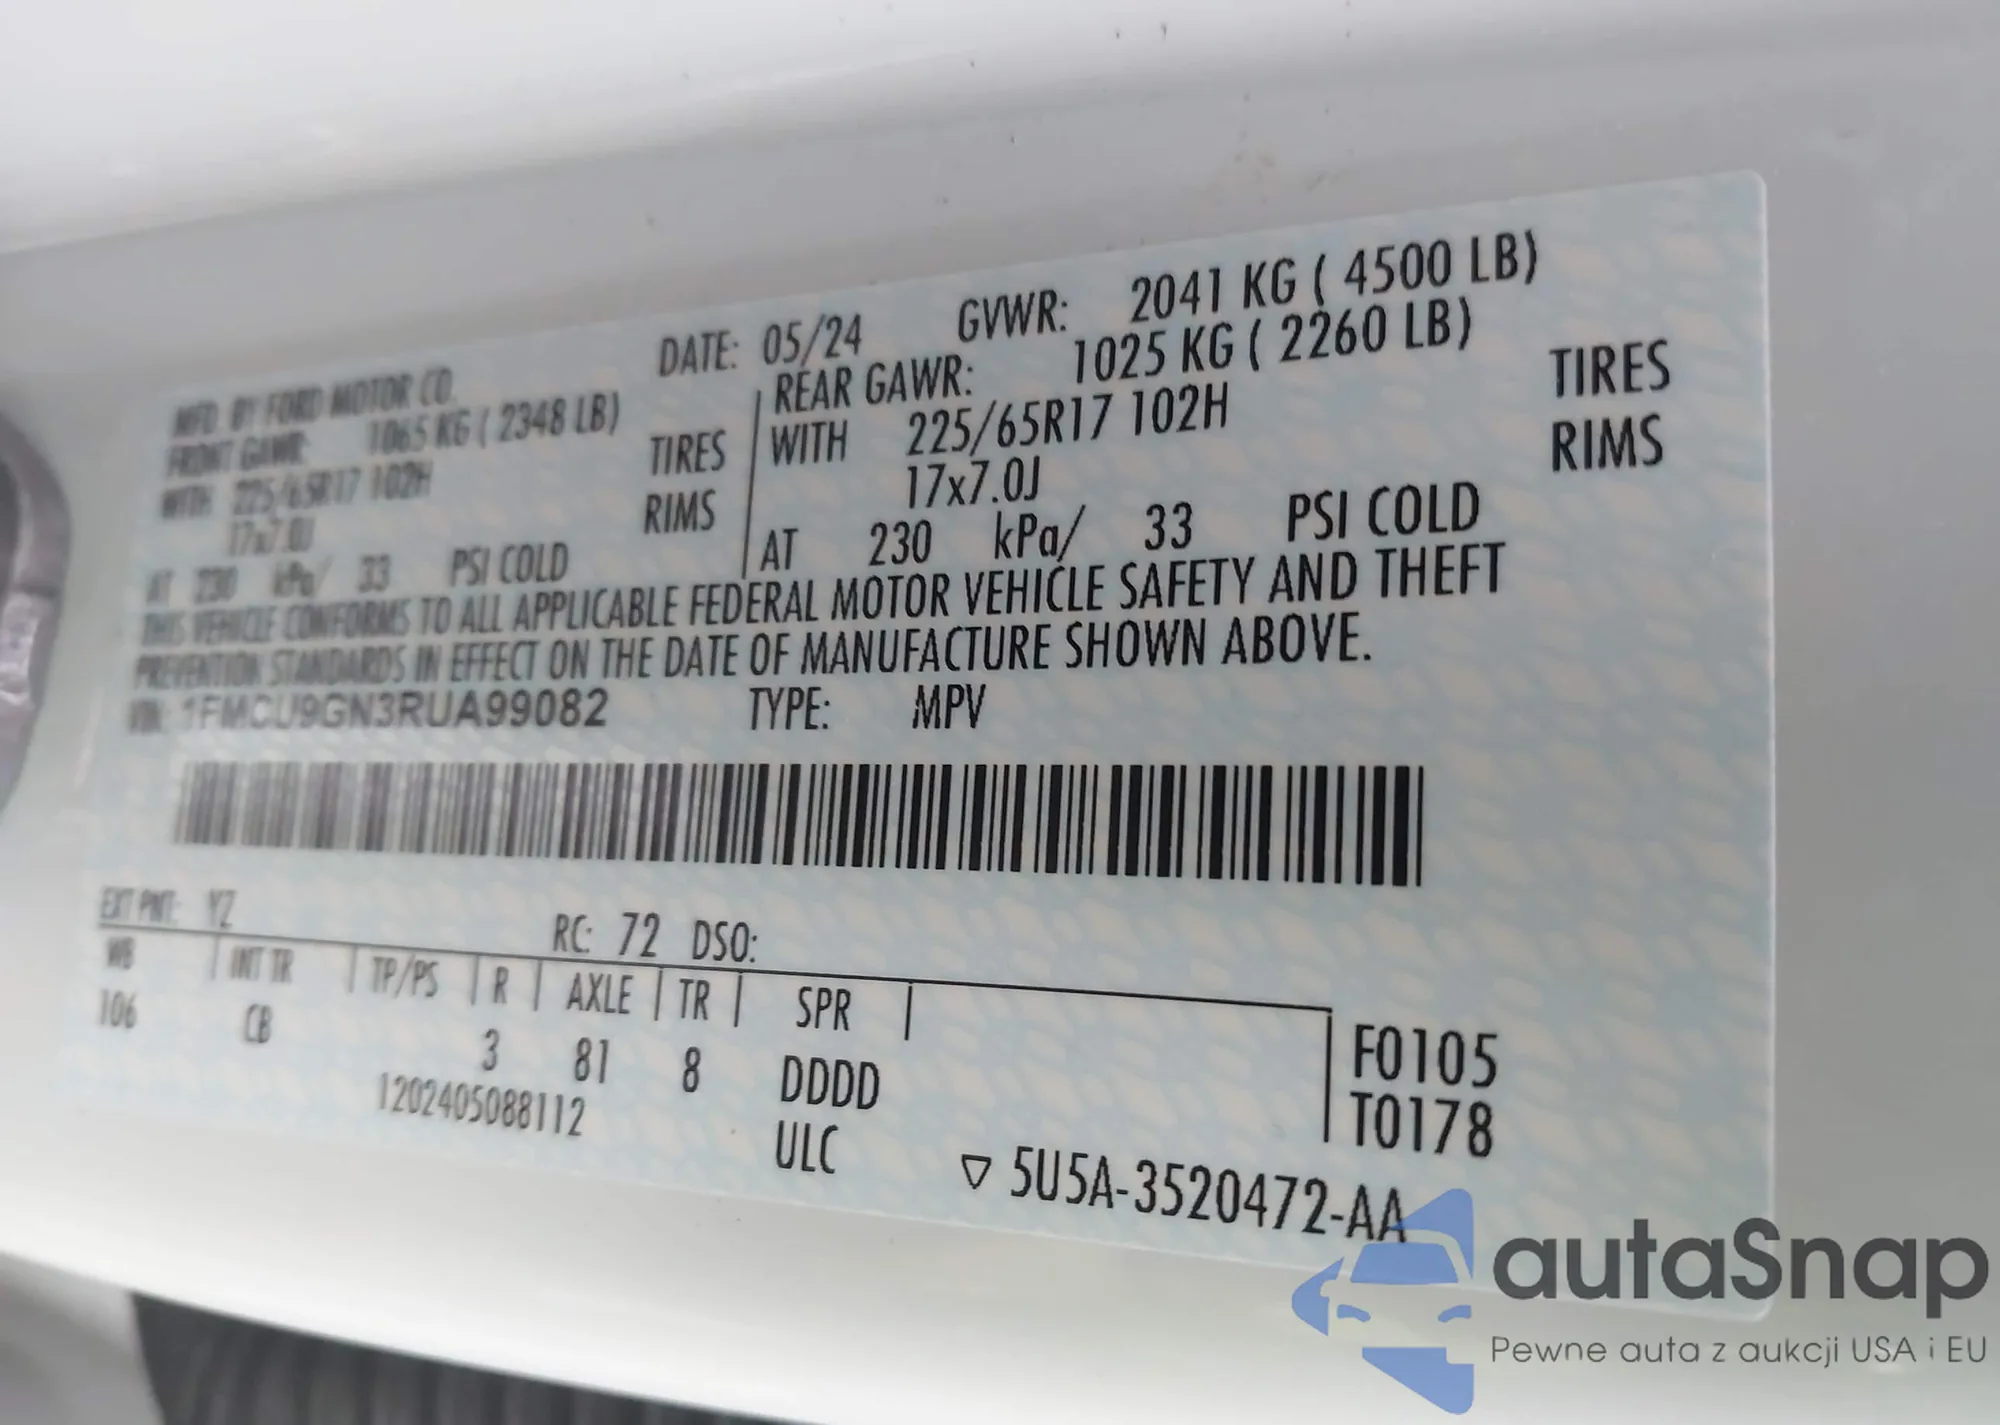 MFD. BY FORD MOTOR CO.
DATE: 05/24 GVWR: 2041 KG ( 4500 LB)
FRONT GAWR: 1065 KG ( 2348 LB) REAR GAWR: 1025 KG ( 2260 LB)
WITH 225/65R17 102H TIRES WITH 225/65R17 102H TIRES
17x7.0J RIMS 17x7.0J RIMS
AT 230 kPa/ 33 PSI COLD AT 230 kPa/ 33 PSI COLD
THIS VEHICLE CONFORMS TO ALL APPLICABLE FEDERAL MOTOR VEHICLE SAFETY AND THEFT
PREVENTION STANDARDS IN EFFECT ON THE DATE OF MANUFACTURE SHOWN ABOVE.
VIN: 1FMCU9GN3RUA99082 TYPE: MPV
EXT PNT: YZ RC: 72 DSO:
WB | INT TR | TP/PS | R | AXLE | TR | SPR |
106 CB 3 81 8 DDDD F0105
1202405088112 ULC T0178
▽ 5U5A-3520472-AA
autaSnap
Pewne auta z aukcji USA i EU